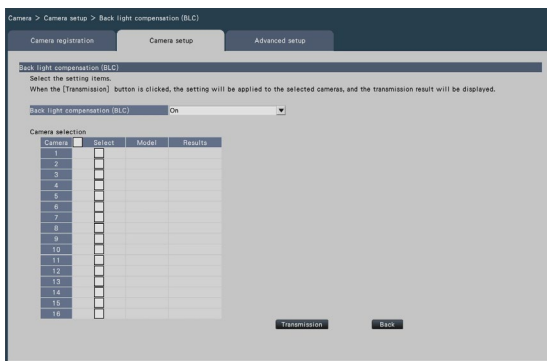 Camera > Camera setup > Back light compensation (BLC)
Camera registration Camera setup Advanced setup
Back light compensation (BLC)
Select the setting items.
When the [Transmission] button is clicked, the setting will be applied to the selected cameras, and the transmission result will be displayed.
Back light compensation (BLC) On
Camera selection
Camera Select Model Results
1
2
3
4
5
6
7
8
9
10
11
12
13
14
15
16
Transmission Back